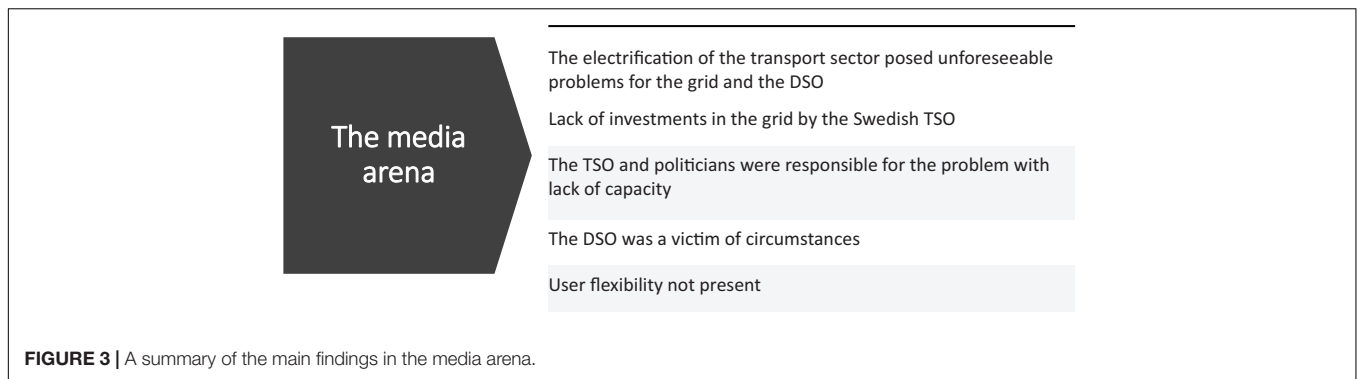 The media
arena
The electrification of the transport sector posed unforeseeable
problems for the grid and the DSO
Lack of investments in the grid by the Swedish TSO
The TSO and politicians were responsible for the problem with
lack of capacity
The DSO was a victim of circumstances
User flexibility not present
FIGURE 3 | A summary of the main findings in the media arena.